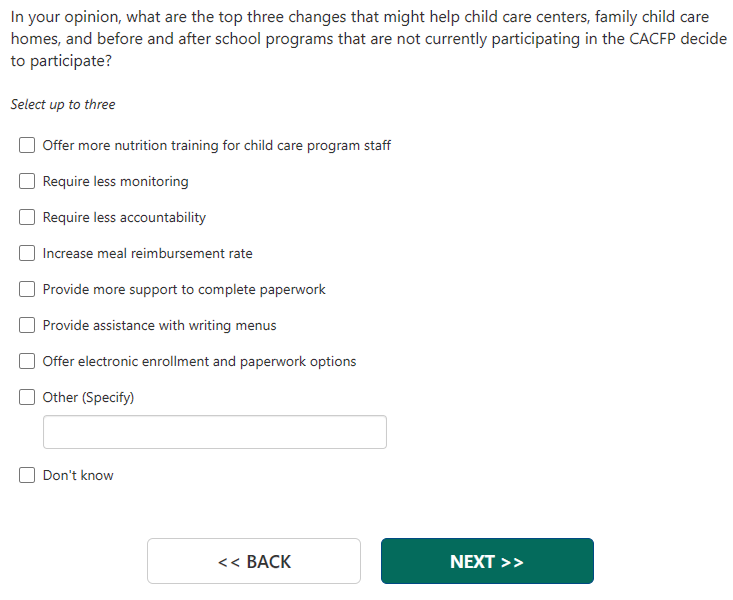 In your opinion, what are the top three changes that might help child care centers, family child care
homes, and before and after school programs that are not currently participating in the CACFP decide
to participate?
Select up to three
Offer more nutrition training for child care program staff
Require less monitoring
Require less accountability
Increase meal reimbursement rate
Provide more support to complete paperwork
Provide assistance with writing menus
Offer electronic enrollment and paperwork options
Other (Specify)
Don't know
<< BACK
NEXT >>